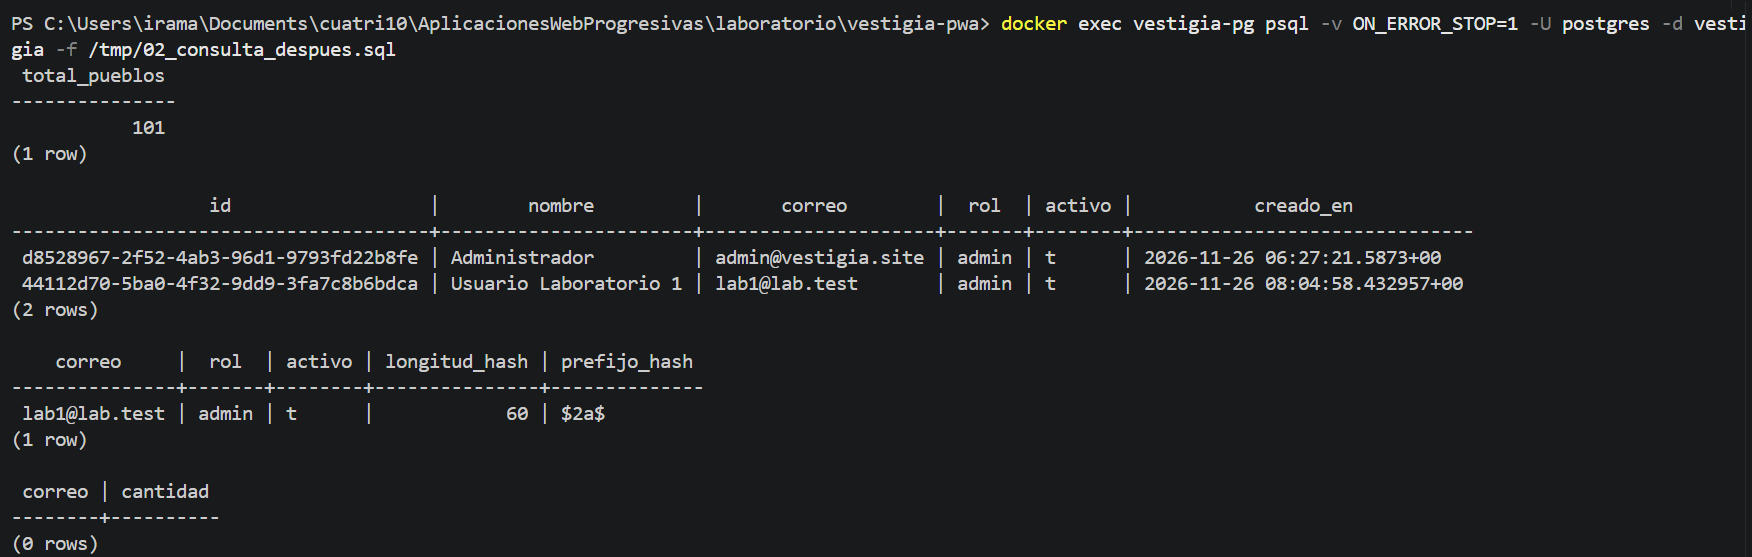 PS C:\Users\irama\Documents\cuatri10\AplicacionesWebProgresivas\laboratorio\vestigia-pwa> docker exec vestigia-pg psql -v ON_ERROR_STOP=1 -U postgres -d vesti
gia -f /tmp/02_consulta_despues.sql
 total_pueblos
---------------
           101
(1 row)

                  id                  |        nombre         |       correo        |  rol  | activo |           creado_en
--------------------------------------+-----------------------+---------------------+-------+--------+-------------------------------
 d8528967-2f52-4ab3-96d1-9793fd22b8fe | Administrador         | admin@vestigia.site | admin | t      | 2026-11-26 06:27:21.5873+00
 44112d70-5ba0-4f32-9dd9-3fa7c8b6bdca | Usuario Laboratorio 1 | lab1@lab.test       | admin | t      | 2026-11-26 08:04:58.432957+00
(2 rows)

    correo     |  rol  | activo | longitud_hash | prefijo_hash
---------------+-------+--------+---------------+--------------
 lab1@lab.test | admin | t      |            60 | $2a$
(1 row)

 correo | cantidad
--------+----------
(0 rows)